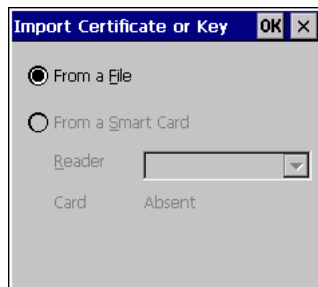 Import Certificate or Key OK ×
From a File
From a Smart Card
Reader
Card Absent